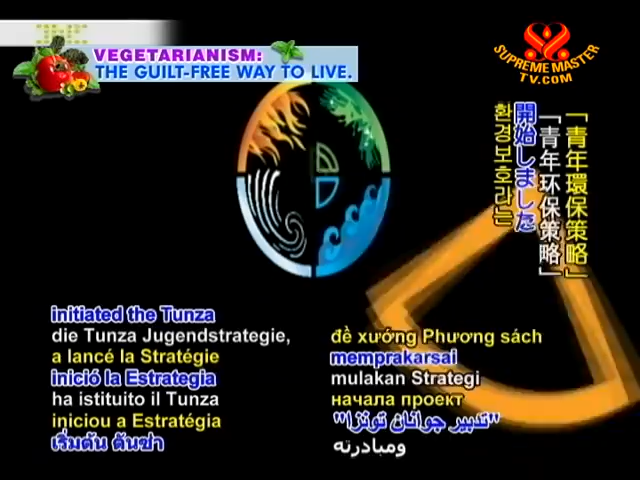 VEGETARIANISM:
THE GUILT-FREE WAY TO LIVE.
SUPREME MASTER
TV.COM
「青年環保策略」
「青年环保策略」
開始しました
환경보호라는
initiated the Tunza
die Tunza Jugendstrategie,
a lancé la Stratégie
inició la Estrategia
ha istituito il Tunza
iniciou a Estratégia
เริ่มต้น ตันซ่า
đề xướng Phương sách
memprakarsai
mulakan Strategi
начала проект
"تدبیر جوانان تونزا"
ومبادرته